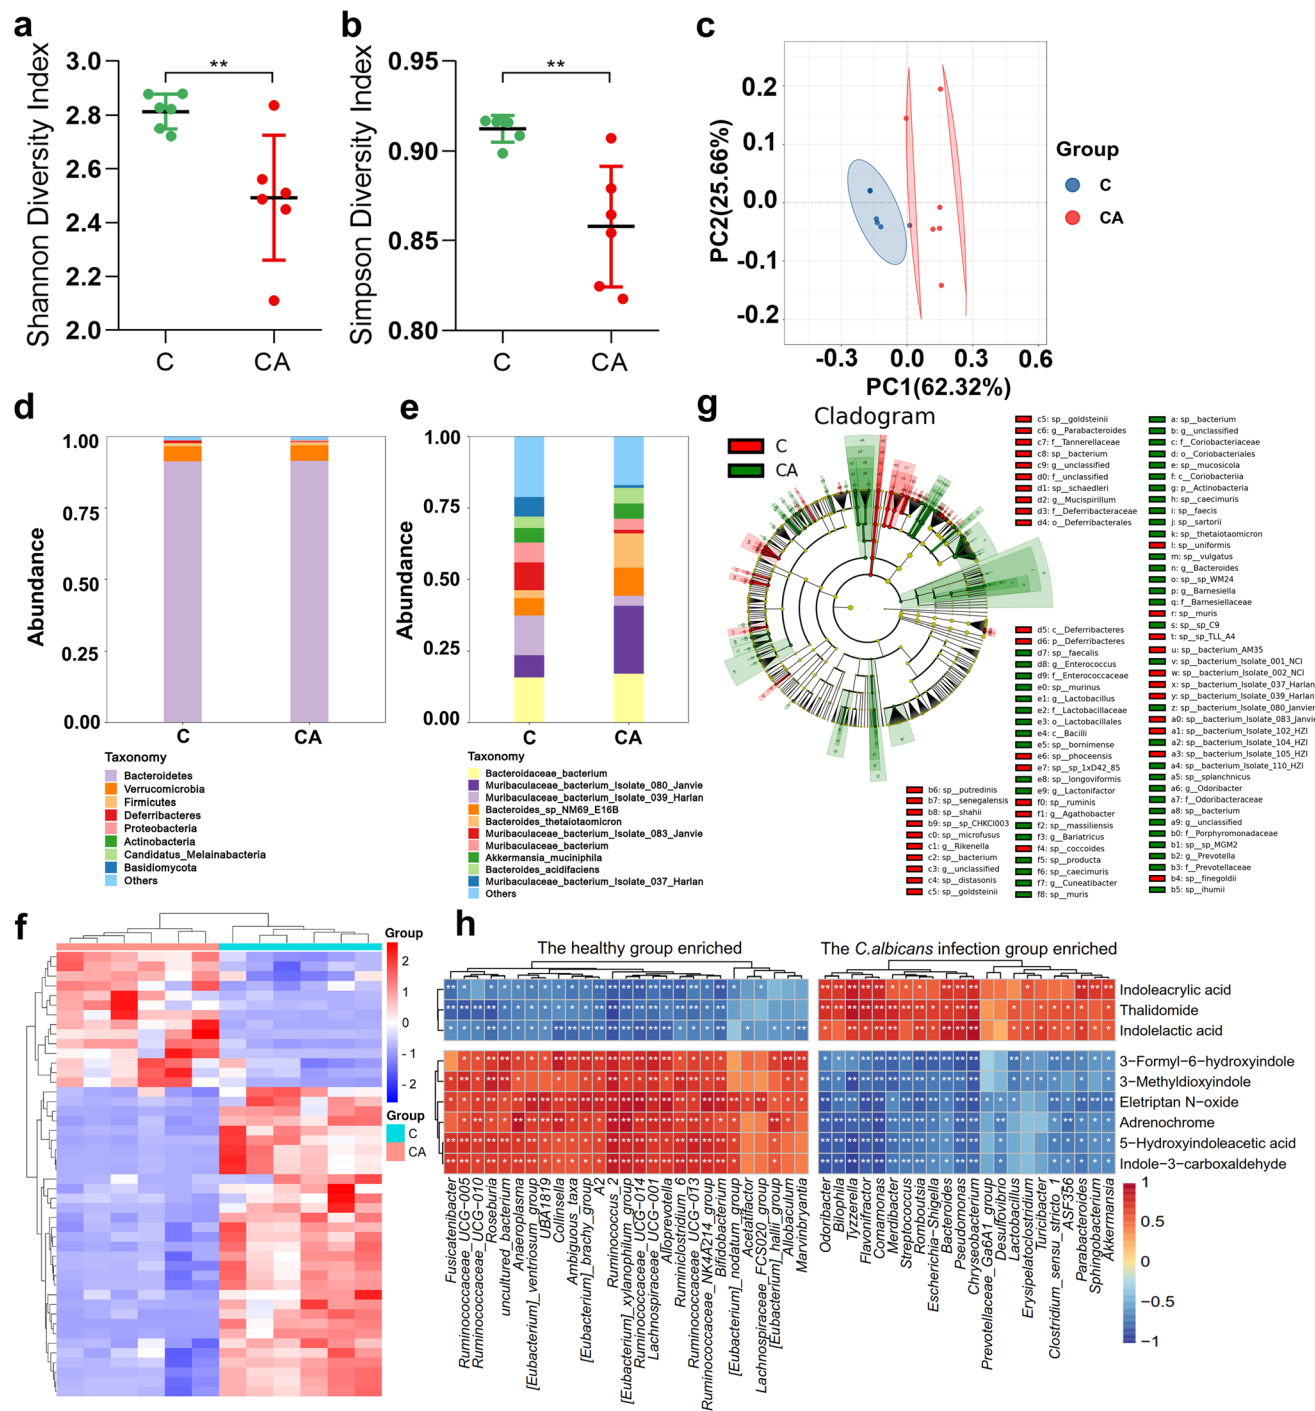 a
Shannon Diversity Index
3.0
2.8
2.6
2.4
2.2
2.0
**
C
CA
b
Simpson Diversity Index
0.95
0.90
0.85
0.80
**
C
CA
c
PC2(25.66%)
0.2
0.1
0.0
-0.1
-0.2
-0.3
0.0
0.3
0.6
PC1(62.32%)
Group
C
CA
d
Abundance
1.00
0.75
0.50
0.25
0.00
C
CA
Taxonomy
Bacteroidetes
Verrucomicrobia
Firmicutes
Deferribacteres
Proteobacteria
Actinobacteria
Candidatus_Melainabacteria
Basidiomycota
Others
e
Abundance
1.00
0.75
0.50
0.25
0.00
C
CA
Taxonomy
Bacteroidaceae_bacterium
Muribaculaceae_bacterium_Isolate_080_Janvie
Muribaculaceae_bacterium_Isolate_039_Harlan
Bacteroides_sp_NM69_E16B
Bacteroides_thetaiotaomicron
Muribaculaceae_bacterium_Isolate_083_Janvie
Muribaculaceae_bacterium
Akkermansia_muciniphila
Bacteroides_acidifaciens
Muribaculaceae_bacterium_Isolate_037_Harlan
Others
g
Cladogram
C
CA
b6: sp__putredinis
b7: sp__senegalensis
b8: sp__shahii
b9: sp__sp_CHKCI003
c0: sp__microfusus
c1: g__Rikenella
c2: sp__bacterium
c3: g__unclassified
c4: sp__distasonis
c5: sp__goldsteinii
c5: sp__goldsteinii
c6: g__Parabacteroides
c7: f__Tannerellaceae
c8: sp__bacterium
c9: g__unclassified
d0: f__unclassified
d1: sp__schaedleri
d2: g__Mucispirillum
d3: f__Deferribacteraceae
d4: o__Deferribacterales
d5: c__Deferribacteres
d6: p__Deferribacteres
d7: sp__faecalis
d8: g__Enterococcus
d9: f__Enterococcaceae
e0: sp__murinus
e1: g__Lactobacillus
e2: f__Lactobacillaceae
e3: o__Lactobacillales
e4: c__Bacilli
e5: sp__bornimense
e6: sp__phoceensis
e7: sp__sp_1xD42_85
e8: sp__longoviformis
e9: g__Lactonifactor
f0: sp__ruminis
f1: g__Agathobacter
f2: sp__massiliensis
f3: g__Bariatricus
f4: sp__coccoides
f5: sp__producta
f6: sp__caecimuris
f7: g__Cuneatibacter
f8: sp__muris
a: sp__bacterium
b: g__unclassified
c: f__Coriobacteriaceae
d: o__Coriobacteriales
e: sp__mucosicola
f: c__Coriobacteriia
g: p__Actinobacteria
h: sp__caecimuris
i: sp__faecis
j: sp__sartorii
k: sp__thetaiotaomicron
l: sp__uniformis
m: sp__vulgatus
n: g__Bacteroides
o: sp__sp_WM24
p: g__Barnesiella
q: f__Barnesiellaceae
r: sp__muris
s: sp__sp_C9
t: sp__sp_TLL_A4
u: sp__bacterium_AM35
v: sp__bacterium_Isolate_001_NCI
w: sp__bacterium_Isolate_002_NCI
x: sp__bacterium_Isolate_037_Harlan
y: sp__bacterium_Isolate_039_Harlan
z: sp__bacterium_Isolate_080_Janvier
a0: sp__bacterium_Isolate_083_Janvie
a1: sp__bacterium_Isolate_102_HZI
a2: sp__bacterium_Isolate_104_HZI
a3: sp__bacterium_Isolate_105_HZI
a4: sp__bacterium_Isolate_110_HZI
a5: sp__splanchnicus
a6: g__Odoribacter
a7: f__Odoribacteraceae
a8: sp__bacterium
a9: g__unclassified
b0: f__Porphyromonadaceae
b1: sp__sp_MGM2
b2: g__Prevotella
b3: f__Prevotellaceae
b4: sp__finegoldii
b5: sp__ihumii
f
Group
2
1
0
-1
-2
Group
C
CA
h
The healthy group enriched
The C.albicans infection group enriched
Indoleacrylic acid
Thalidomide
Indolelactic acid
3-Formyl-6-hydroxyindole
3-Methyldioxyindole
Eletriptan N-oxide
Adrenochrome
5-Hydroxyindoleacetic acid
Indole-3-carboxaldehyde
Fusicatenibacter
Ruminococcaceae_UCG-005
Ruminococcaceae_UCG-010
Roseburia
uncultured_bacterium
Anaeroplasma
[Eubacterium]_ventriosum_group
UBA1819
Collinsella
Ambiguous_taxa
[Eubacterium]_brachy_group
A2
Ruminococcus_2
[Eubacterium]_xylanophilum_group
Ruminococcaceae_UCG-014
Lachnospiraceae_UCG-001
Alloprevotella
Ruminiclostridium_6
Ruminococcaceae_UCG-013
Ruminococcaceae_NK4A214_group
Bifidobacterium
[Eubacterium]_nodatum_group
Acetatifactor
Lachnospiraceae_FCS020_group
[Eubacterium]_hallii_group
Allobaculum
Marvinbryantia
Odoribacter
Bilophila
Tyzzerella
Flavonifractor
Comamonas
Merdibacter
Streptococcus
Romboutsia
Escherichia-Shigella
Bacteroides
Pseudomonas
Chryseobacterium
Prevotellaceae_Ga6A1_group
Desulfovibrio
Lactobacillus
Erysipelatoclostridium
Turicibacter
Clostridium_sensu_stricto_1
ASF356
Parabacteroides
Sphingobacterium
Akkermansia
1
0.5
0
-0.5
-1